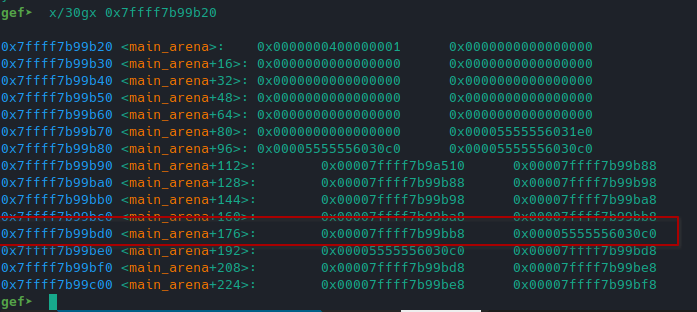 gef➤ x/30gx 0x7ffff7b99b20
0x7ffff7b99b20 <main_arena>: 0x0000000400000001 0x0000000000000000
0x7ffff7b99b30 <main_arena+16>: 0x0000000000000000 0x0000000000000000
0x7ffff7b99b40 <main_arena+32>: 0x0000000000000000 0x0000000000000000
0x7ffff7b99b50 <main_arena+48>: 0x0000000000000000 0x0000000000000000
0x7ffff7b99b60 <main_arena+64>: 0x0000000000000000 0x0000000000000000
0x7ffff7b99b70 <main_arena+80>: 0x0000000000000000 0x00005555556031e0
0x7ffff7b99b80 <main_arena+96>: 0x00005555556030c0 0x00005555556030c0
0x7ffff7b99b90 <main_arena+112>: 0x00007ffff7b9a510 0x00007ffff7b99b88
0x7ffff7b99ba0 <main_arena+128>: 0x00007ffff7b99b88 0x00007ffff7b99b98
0x7ffff7b99bb0 <main_arena+144>: 0x00007ffff7b99b98 0x00007ffff7b99ba8
0x7ffff7b99bc0 <main_arena+160>: 0x00007ffff7b99ba8 0x00007ffff7b99bb8
0x7ffff7b99bd0 <main_arena+176>: 0x00007ffff7b99bb8 0x00005555556030c0
0x7ffff7b99be0 <main_arena+192>: 0x00005555556030c0 0x00007ffff7b99bd8
0x7ffff7b99bf0 <main_arena+208>: 0x00007ffff7b99bd8 0x00007ffff7b99be8
0x7ffff7b99c00 <main_arena+224>: 0x00007ffff7b99be8 0x00007ffff7b99bf8
gef➤